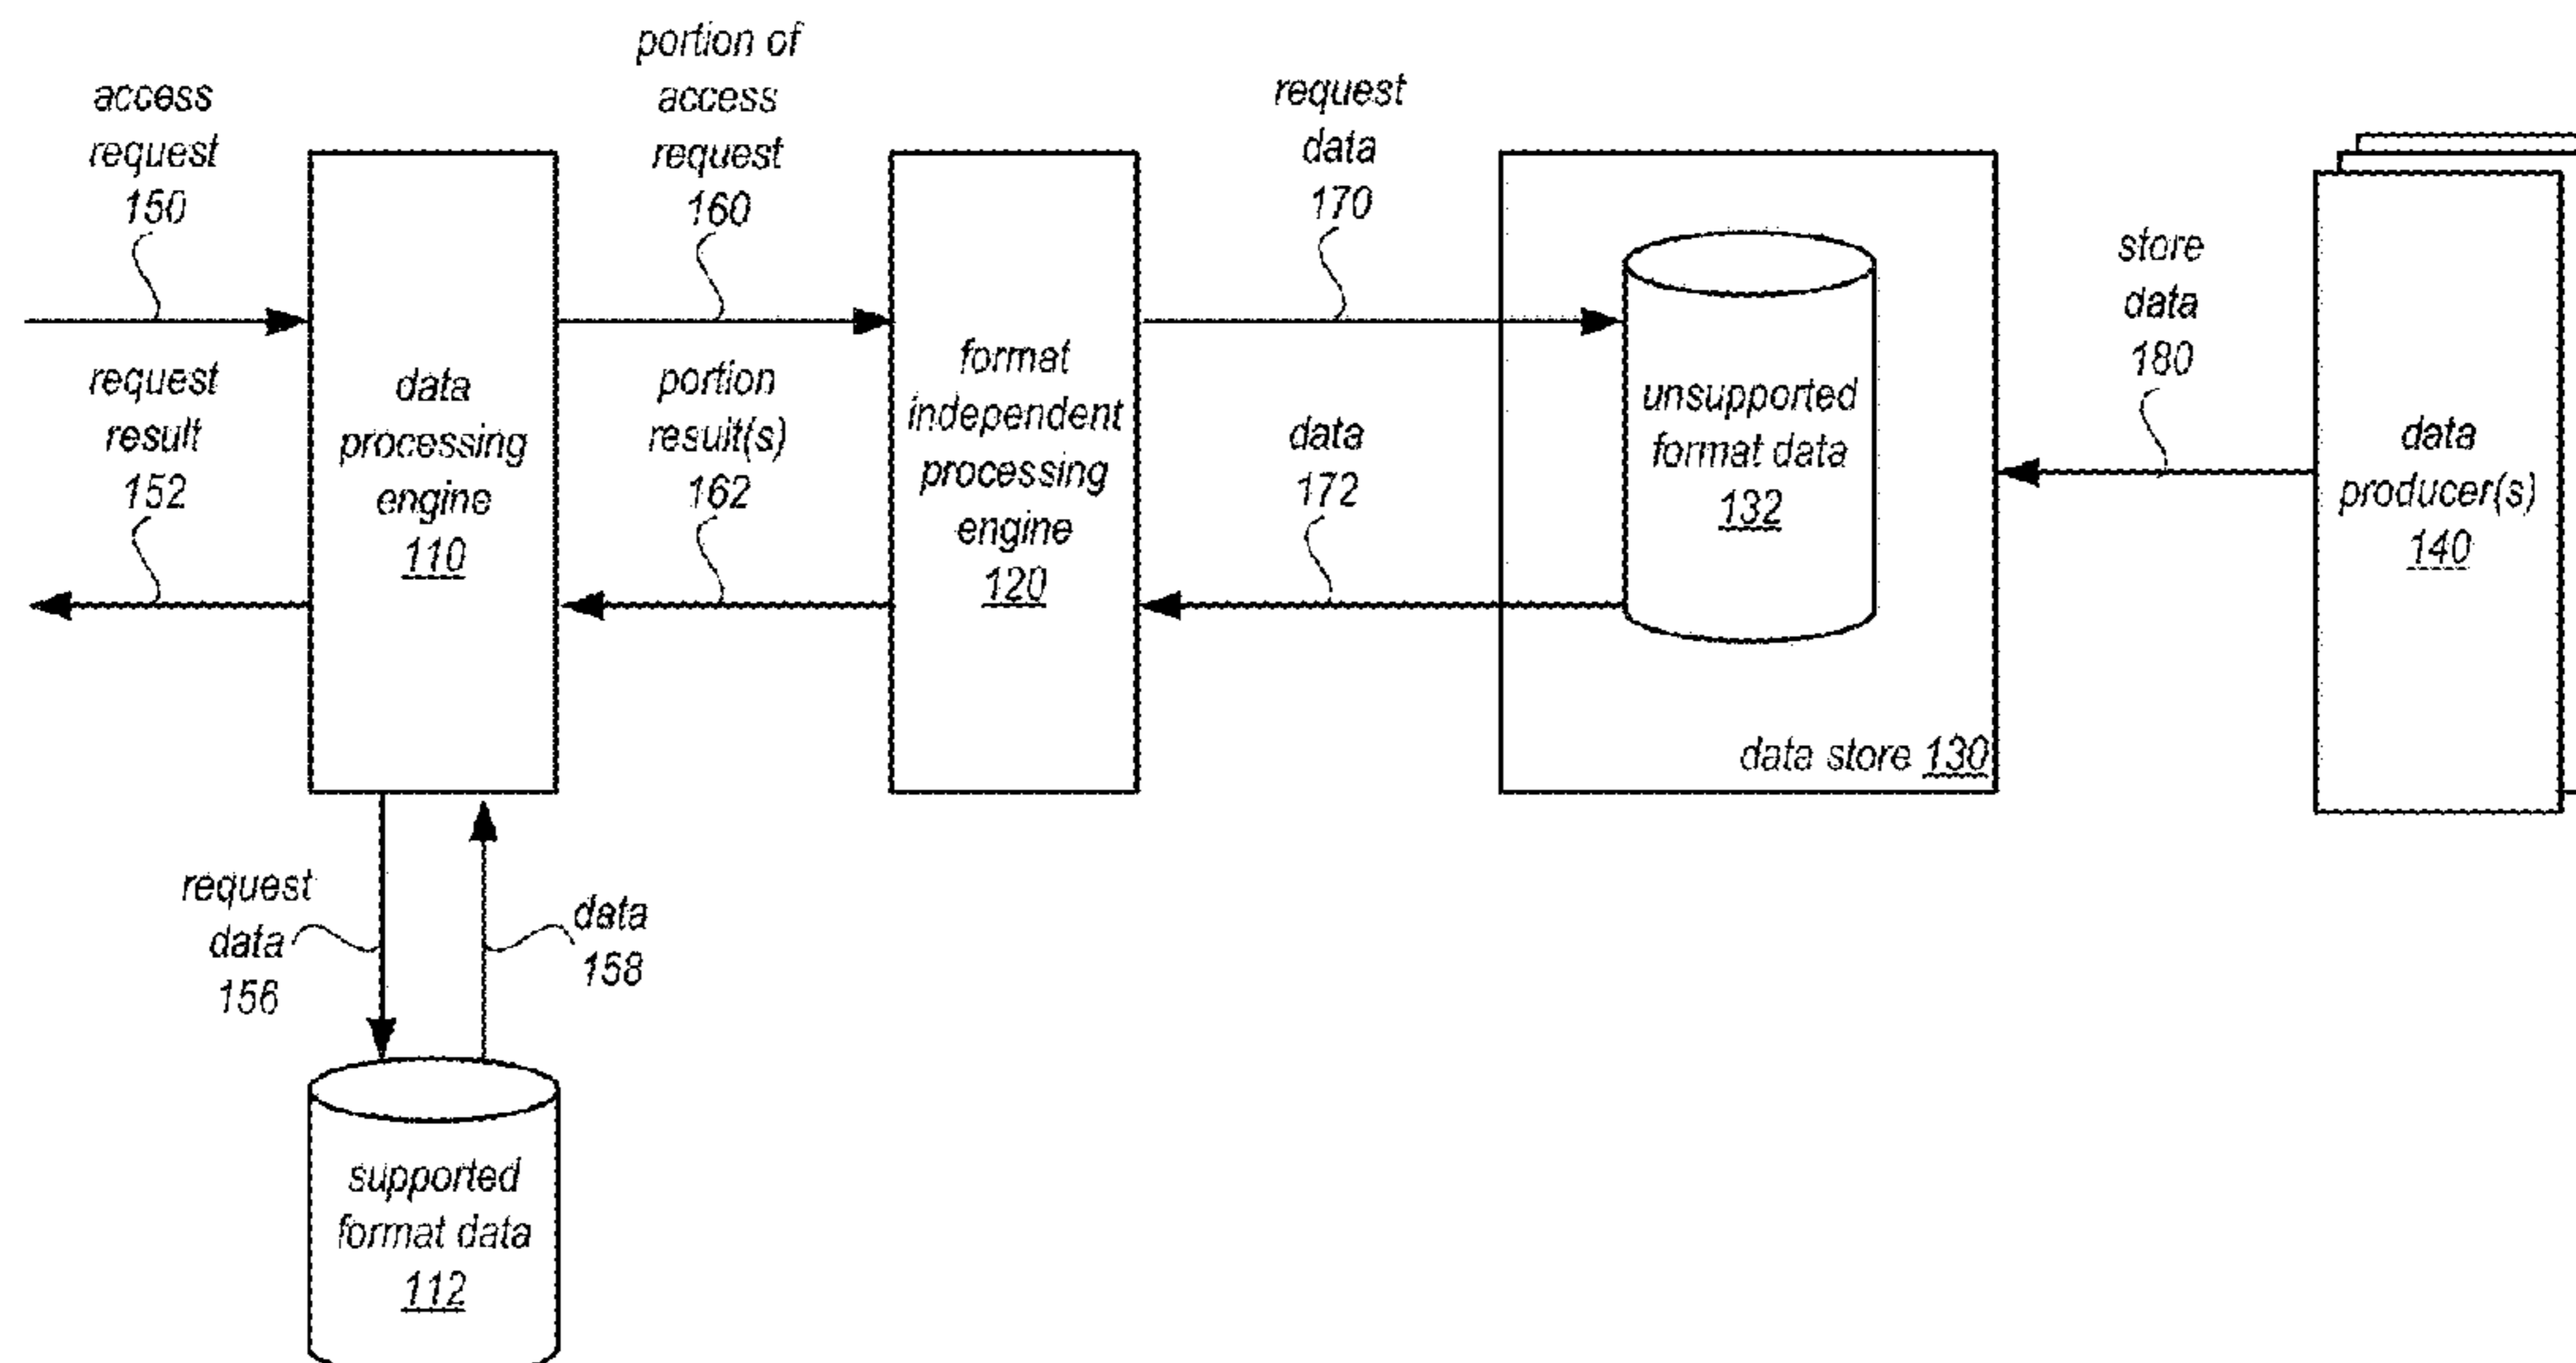 access
request
150
portion of
access
request
160
request
data
170
request
result
152
data
processing
engine
110
portion
result(s)
162
format
independent
processing
engine
120
data
172
unsupported
format data
132
data store 130
store
data
180
data
producer(s)
140
request
data
156
data
158
supported
format data
112